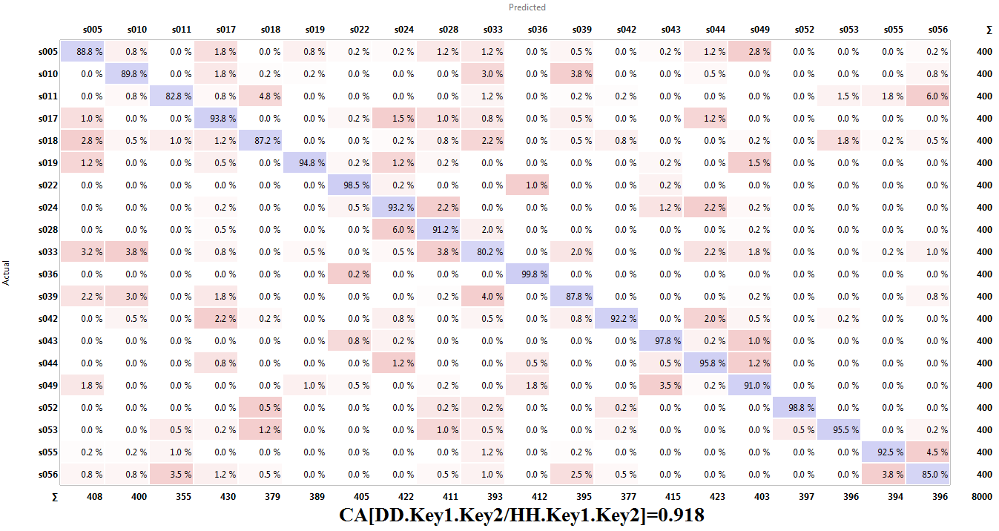 Predicted
s005 s010 s011 s017 s018 s019 s022 s024 s028 s033 s036 s039 s042 s043 s044 s049 s052 s053 s055 s056 Σ
s005 88.8 % 0.8 % 0.0 % 1.8 % 0.0 % 0.8 % 0.2 % 0.2 % 1.2 % 1.2 % 0.0 % 0.5 % 0.0 % 0.2 % 1.2 % 2.8 % 0.0 % 0.0 % 0.0 % 0.2 % 400
s010 0.0 % 89.8 % 0.0 % 1.8 % 0.2 % 0.2 % 0.0 % 0.0 % 0.0 % 3.0 % 0.0 % 3.8 % 0.0 % 0.0 % 0.5 % 0.0 % 0.0 % 0.0 % 0.0 % 0.8 % 400
s011 0.0 % 0.8 % 82.8 % 0.8 % 4.8 % 0.0 % 0.0 % 0.0 % 0.0 % 1.2 % 0.0 % 0.2 % 0.2 % 0.0 % 0.0 % 0.0 % 0.0 % 1.5 % 1.8 % 6.0 % 400
s017 1.0 % 0.0 % 0.0 % 93.8 % 0.0 % 0.0 % 0.2 % 1.5 % 1.0 % 0.8 % 0.0 % 0.5 % 0.0 % 0.0 % 1.2 % 0.0 % 0.0 % 0.0 % 0.0 % 0.0 % 400
s018 2.8 % 0.5 % 1.0 % 1.2 % 87.2 % 0.0 % 0.0 % 0.2 % 0.8 % 2.2 % 0.0 % 0.5 % 0.8 % 0.0 % 0.0 % 0.2 % 0.0 % 1.8 % 0.2 % 0.5 % 400
s019 1.2 % 0.0 % 0.0 % 0.5 % 0.0 % 94.8 % 0.2 % 1.2 % 0.2 % 0.0 % 0.0 % 0.0 % 0.0 % 0.2 % 0.0 % 1.5 % 0.0 % 0.0 % 0.0 % 0.0 % 400
s022 0.0 % 0.0 % 0.0 % 0.0 % 0.0 % 0.0 % 98.5 % 0.2 % 0.0 % 0.0 % 1.0 % 0.0 % 0.0 % 0.2 % 0.0 % 0.0 % 0.0 % 0.0 % 0.0 % 0.0 % 400
s024 0.0 % 0.0 % 0.0 % 0.2 % 0.0 % 0.0 % 0.5 % 93.2 % 2.2 % 0.0 % 0.0 % 0.0 % 0.0 % 1.2 % 2.2 % 0.2 % 0.0 % 0.0 % 0.0 % 0.0 % 400
s028 0.0 % 0.0 % 0.0 % 0.5 % 0.0 % 0.0 % 0.0 % 6.0 % 91.2 % 2.0 % 0.0 % 0.0 % 0.0 % 0.0 % 0.0 % 0.2 % 0.0 % 0.0 % 0.0 % 0.0 % 400
s033 3.2 % 3.8 % 0.0 % 0.8 % 0.0 % 0.5 % 0.0 % 0.5 % 3.8 % 80.2 % 0.0 % 2.0 % 0.0 % 0.0 % 2.2 % 1.8 % 0.0 % 0.0 % 0.2 % 1.0 % 400
s036 0.0 % 0.0 % 0.0 % 0.0 % 0.0 % 0.0 % 0.2 % 0.0 % 0.0 % 0.0 % 99.8 % 0.0 % 0.0 % 0.0 % 0.0 % 0.0 % 0.0 % 0.0 % 0.0 % 0.0 % 400
s039 2.2 % 3.0 % 0.0 % 1.8 % 0.0 % 0.0 % 0.0 % 0.0 % 0.2 % 4.0 % 0.0 % 87.8 % 0.0 % 0.0 % 0.0 % 0.2 % 0.0 % 0.0 % 0.0 % 0.8 % 400
s042 0.0 % 0.5 % 0.0 % 2.2 % 0.2 % 0.0 % 0.0 % 0.8 % 0.0 % 0.5 % 0.0 % 0.8 % 92.2 % 0.0 % 2.0 % 0.5 % 0.0 % 0.2 % 0.0 % 0.0 % 400
s043 0.0 % 0.0 % 0.0 % 0.0 % 0.0 % 0.0 % 0.8 % 0.2 % 0.0 % 0.0 % 0.0 % 0.0 % 0.0 % 97.8 % 0.2 % 1.0 % 0.0 % 0.0 % 0.0 % 0.0 % 400
s044 0.0 % 0.0 % 0.0 % 0.8 % 0.0 % 0.0 % 0.0 % 1.2 % 0.0 % 0.0 % 0.5 % 0.0 % 0.0 % 0.5 % 95.8 % 1.2 % 0.0 % 0.0 % 0.0 % 0.0 % 400
s049 1.8 % 0.0 % 0.0 % 0.0 % 0.0 % 1.0 % 0.5 % 0.0 % 0.2 % 0.0 % 1.8 % 0.0 % 0.0 % 3.5 % 0.2 % 91.0 % 0.0 % 0.0 % 0.0 % 0.0 % 400
s052 0.0 % 0.0 % 0.0 % 0.0 % 0.5 % 0.0 % 0.0 % 0.0 % 0.2 % 0.2 % 0.0 % 0.0 % 0.2 % 0.0 % 0.0 % 0.0 % 98.8 % 0.0 % 0.0 % 0.0 % 400
s053 0.0 % 0.0 % 0.5 % 0.2 % 1.2 % 0.0 % 0.0 % 0.0 % 1.0 % 0.5 % 0.0 % 0.0 % 0.2 % 0.0 % 0.0 % 0.0 % 0.5 % 95.5 % 0.0 % 0.2 % 400
s055 0.2 % 0.2 % 1.0 % 0.0 % 0.0 % 0.0 % 0.0 % 0.0 % 0.0 % 1.2 % 0.0 % 0.2 % 0.0 % 0.0 % 0.0 % 0.0 % 0.0 % 0.0 % 92.5 % 4.5 % 400
s056 0.8 % 0.8 % 3.5 % 1.2 % 0.5 % 0.0 % 0.0 % 0.0 % 0.5 % 1.0 % 0.0 % 2.5 % 0.5 % 0.0 % 0.0 % 0.0 % 0.0 % 0.0 % 3.8 % 85.0 % 400
Σ 408 400 355 430 379 389 405 422 411 393 412 395 377 415 423 403 397 396 394 396 8000
Actual
CA[DD.Key1.Key2/HH.Key1.Key2]=0.918